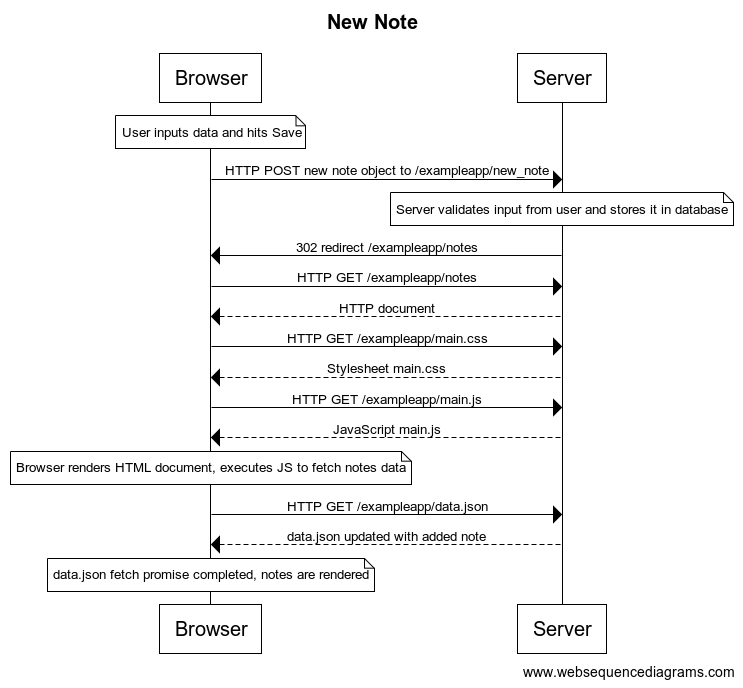 New Note
Browser
Server
User inputs data and hits Save
HTTP POST new note object to /exampleapp/new_note
Server validates input from user and stores it in database
302 redirect /exampleapp/notes
HTTP GET /exampleapp/notes
HTTP document
HTTP GET /exampleapp/main.css
Stylesheet main.css
HTTP GET /exampleapp/main.js
JavaScript main.js
Browser renders HTML document, executes JS to fetch notes data
HTTP GET /exampleapp/data.json
data.json updated with added note
data.json fetch promise completed, notes are rendered
Browser
Server
www.websequencediagrams.com